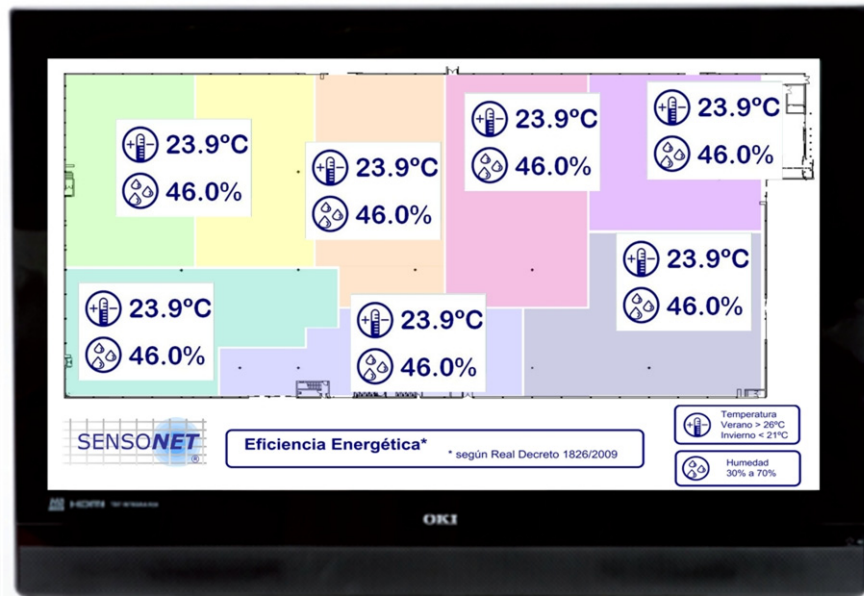 23.9ºC
46.0%
23.9ºC
46.0%
23.9ºC
46.0%
23.9ºC
46.0%
23.9ºC
46.0%
23.9ºC
46.0%
23.9ºC
46.0%
SENSONET
®
Eficiencia Energética*
* según Real Decreto 1826/2009
Temperatura
Verano > 26ºC
Invierno < 21ºC
Humedad
30% a 70%
HDMI
OKI